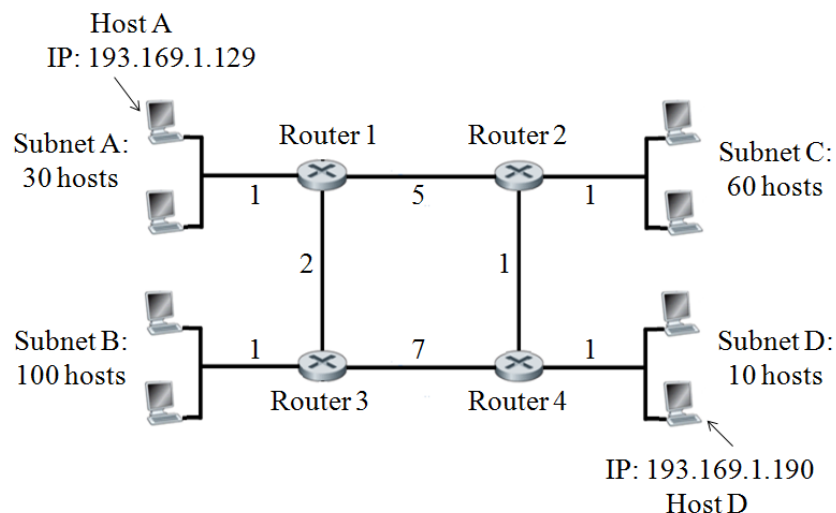 Host A
IP: 193.169.1.129
Subnet A:
30 hosts
Router 1
Router 2
Subnet C:
60 hosts
1
5
1
2
1
Subnet B:
100 hosts
1
7
1
Subnet D:
10 hosts
Router 3
Router 4
IP: 193.169.1.190
Host D